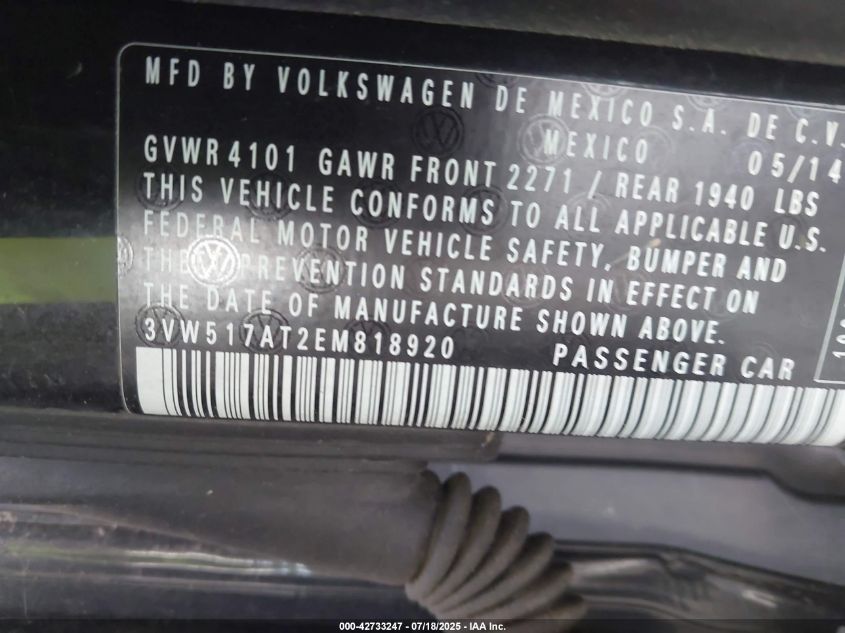 MFD BY VOLKSWAGEN DE MEXICO S.A. DE C.V.
MEXICO 05/14
GVWR 4101 GAWR FRONT 2271 / REAR 1940 LBS
THIS VEHICLE CONFORMS TO ALL APPLICABLE U.S.
FEDERAL MOTOR VEHICLE SAFETY, BUMPER AND
THEFT PREVENTION STANDARDS IN EFFECT ON
THE DATE OF MANUFACTURE SHOWN ABOVE.
3VW517AT2EM818920 PASSENGER CAR
000-42733247 - 07/18/2025 - IAA Inc.